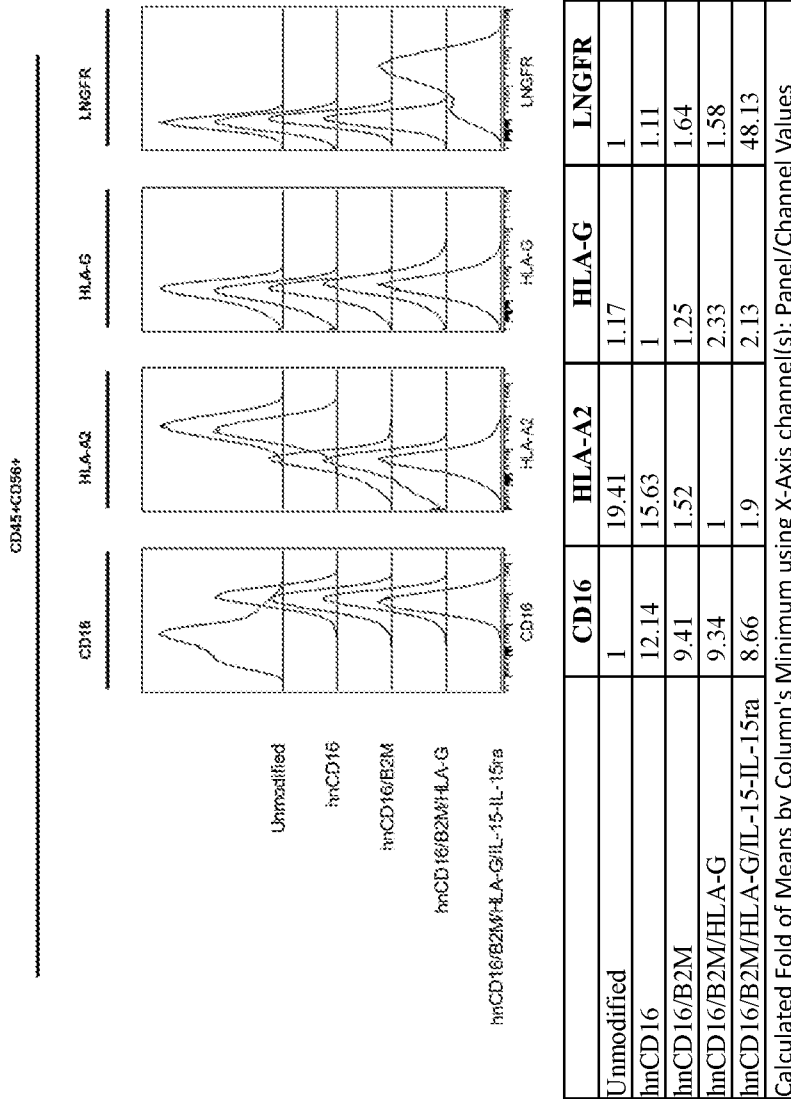 CD45+CD56+
CD16 HLA-A2 HLA-G LNGFR
Unmodified
hnCD16
hnCD16/B2M
hnCD16/B2M/HLA-G
hnCD16/B2M/HLA-G/IL-15-IL-15ra
CD16 HLA-A2 HLA-G LNGFR
CD16 HLA-A2 HLA-G LNGFR
Unmodified 1 19.41 1.17 1
hnCD16 12.14 15.63 1 1.11
hnCD16/B2M 9.41 1.52 1.25 1.64
hnCD16/B2M/HLA-G 9.34 1 2.33 1.58
hnCD16/B2M/HLA-G/IL-15-IL-15ra 8.66 1.9 2.13 48.13
Calculated Fold of Means by Column's Minimum using X-Axis channel(s): Panel/Channel Values